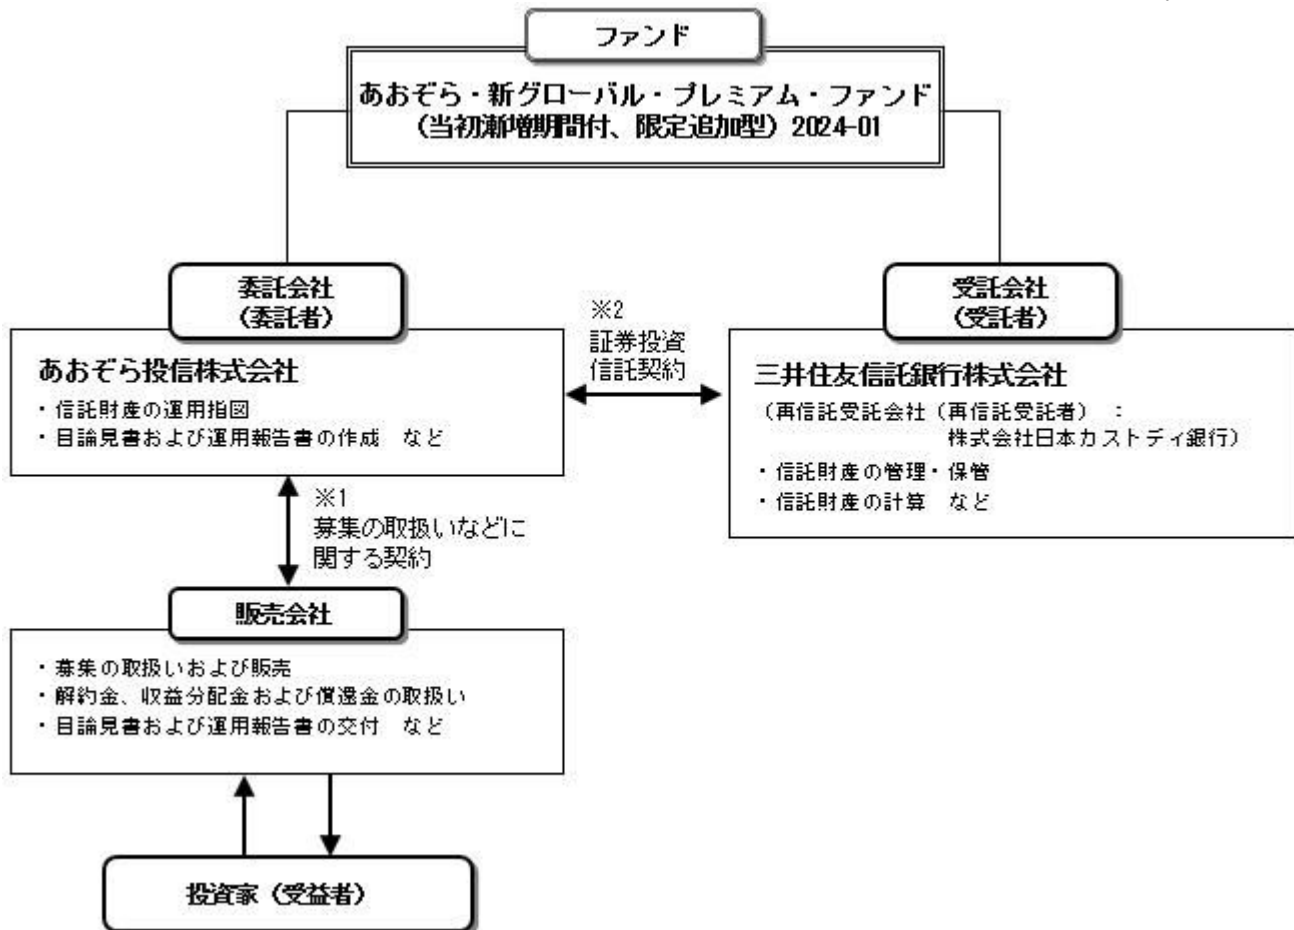 ファンド
あおぞら・新グローバル・プレミアム・ファンド
（当初漸増期間付、限定追加型）2024-01
委託会社
（委託者）
あおぞら投信株式会社
・信託財産の運用指図
・目論見書および運用報告書の作成　など
※2
証券投資
信託契約
受託会社
（受託者）
三井住友信託銀行株式会社
（再信託受託会社（再信託受託者）：
株式会社日本カストディ銀行）
・信託財産の管理・保管
・信託財産の計算　など
※1
募集の取扱いなどに
関する契約
販売会社
・募集の取扱いおよび販売
・解約金、収益分配金および償還金の取扱い
・目論見書および運用報告書の交付　など
投資家（受益者）